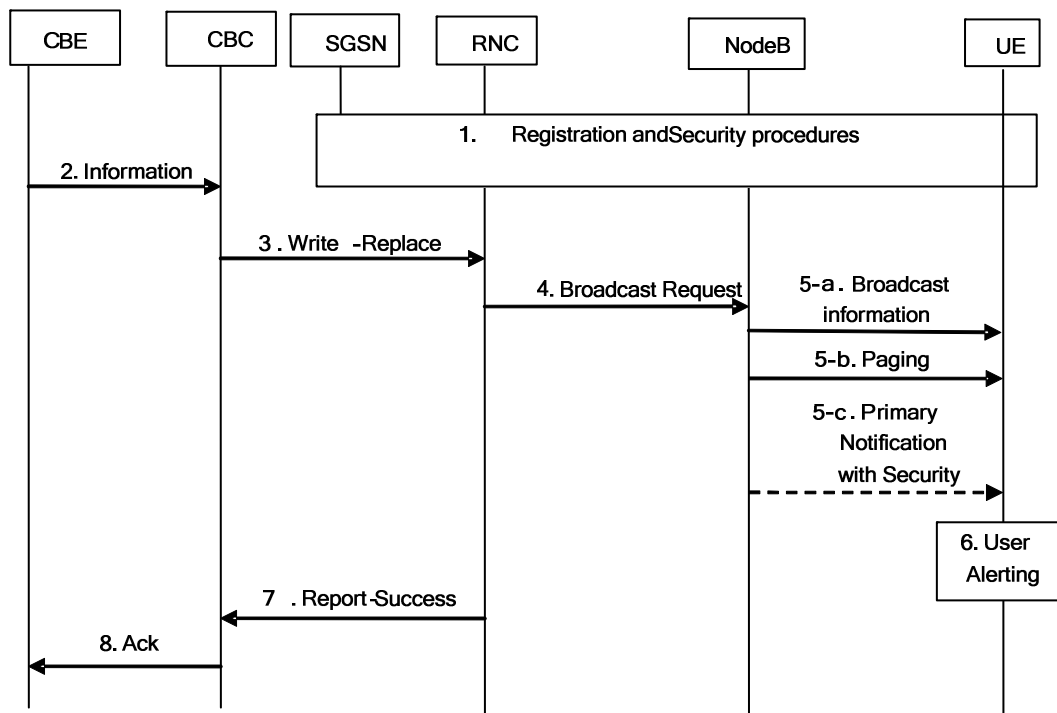 CBE
CBC
SGSN
RNC
NodeB
UE
1. Registration andSecurity procedures
2. Information
3 . Write -Replace
4. Broadcast Request
5-a. Broadcast
information
5-b. Paging
5-c . Primary
Notification
with Security
6. User
Alerting
7 . Report-Success
8. Ack